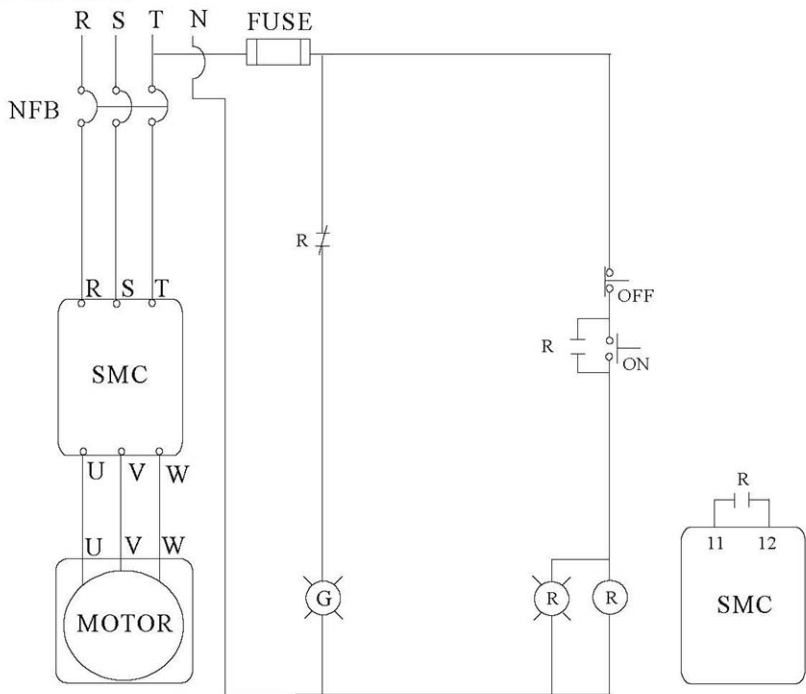 R S T N FUSE
NFB
R
R S T
OFF
R
ON
SMC
U V W
R
11 12
U V W
G R R
MOTOR
SMC